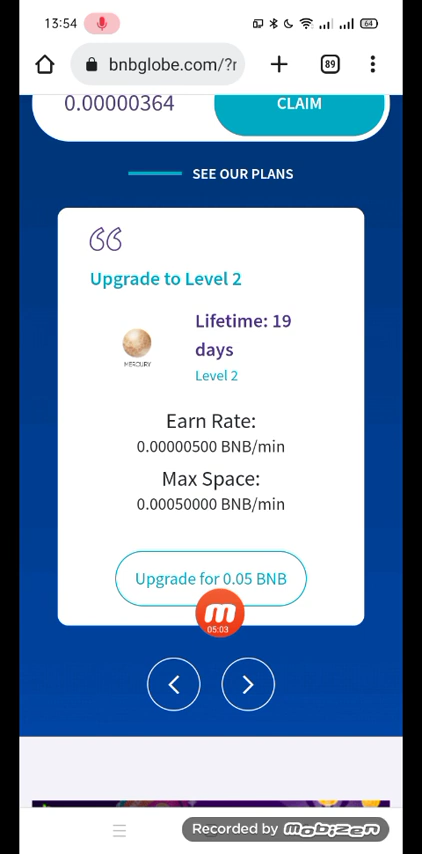 13:54
64
bnbglobe.com/?r
89
0.00000364
CLAIM
SEE OUR PLANS
Upgrade to Level 2
Lifetime: 19
days
MERCURY
Level 2
Earn Rate:
0.00000500 BNB/min
Max Space:
0.00050000 BNB/min
Upgrade for 0.05 BNB
m
05:03
Recorded by mobizen